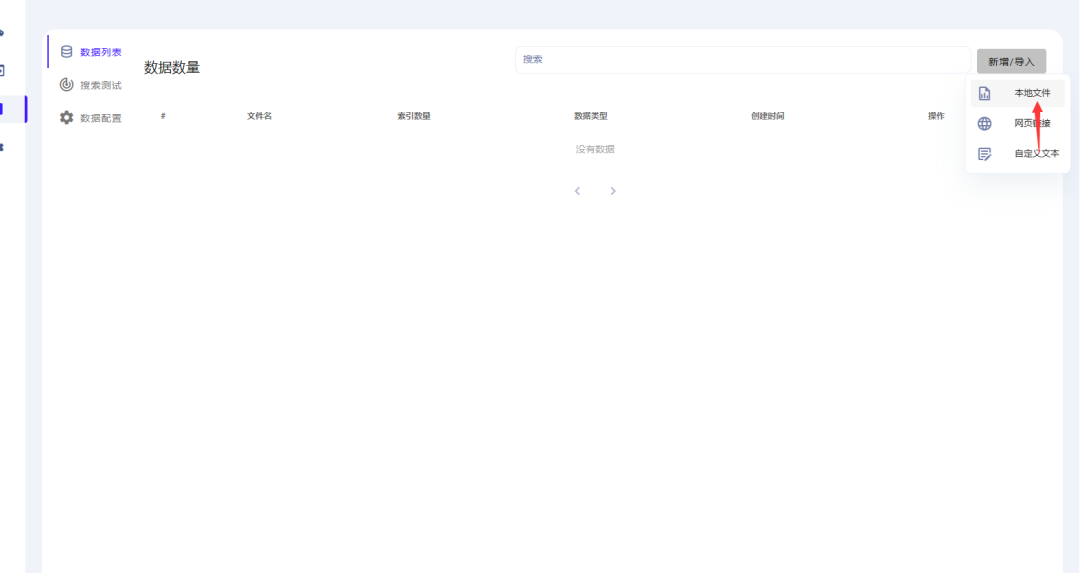 数据列表
搜索测试
数据配置
数据数量
搜索
新增/导入
# 文件名 索引数量 数据类型 创建时间 操作
没有数据
本地文件
网页链接
自定义文本